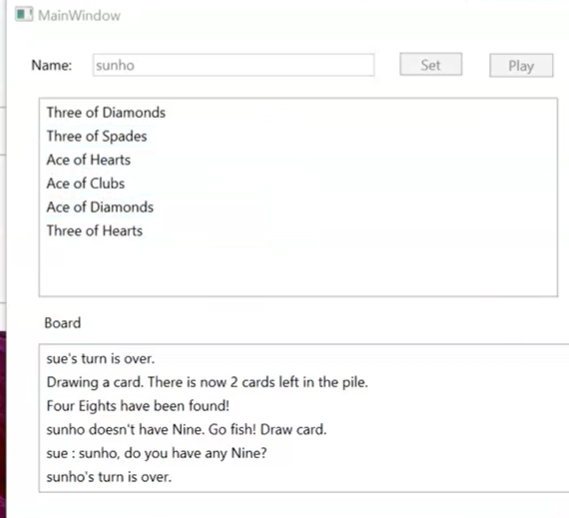 MainWindow
Name: sunho Set Play
Three of Diamonds
Three of Spades
Ace of Hearts
Ace of Clubs
Ace of Diamonds
Three of Hearts
Board
sue's turn is over.
Drawing a card. There is now 2 cards left in the pile.
Four Eights have been found!
sunho doesn't have Nine. Go fish! Draw card.
sue : sunho, do you have any Nine?
sunho's turn is over.